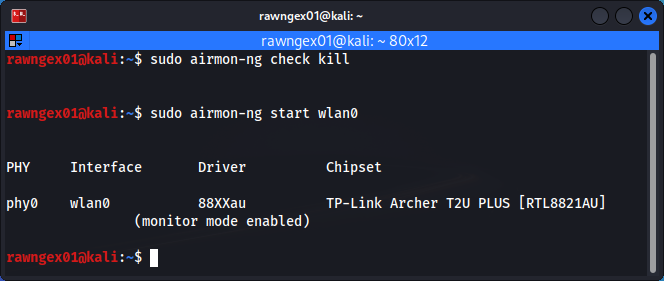 rawngex01@kali: ~
rawngex01@kali: ~ 80x12
rawngex01@kali:~$ sudo airmon-ng check kill
rawngex01@kali:~$ sudo airmon-ng start wlan0
PHY Interface Driver Chipset
phy0 wlan0 88XXau TP-Link Archer T2U PLUS [RTL8821AU]
(monitor mode enabled)
rawngex01@kali:~$